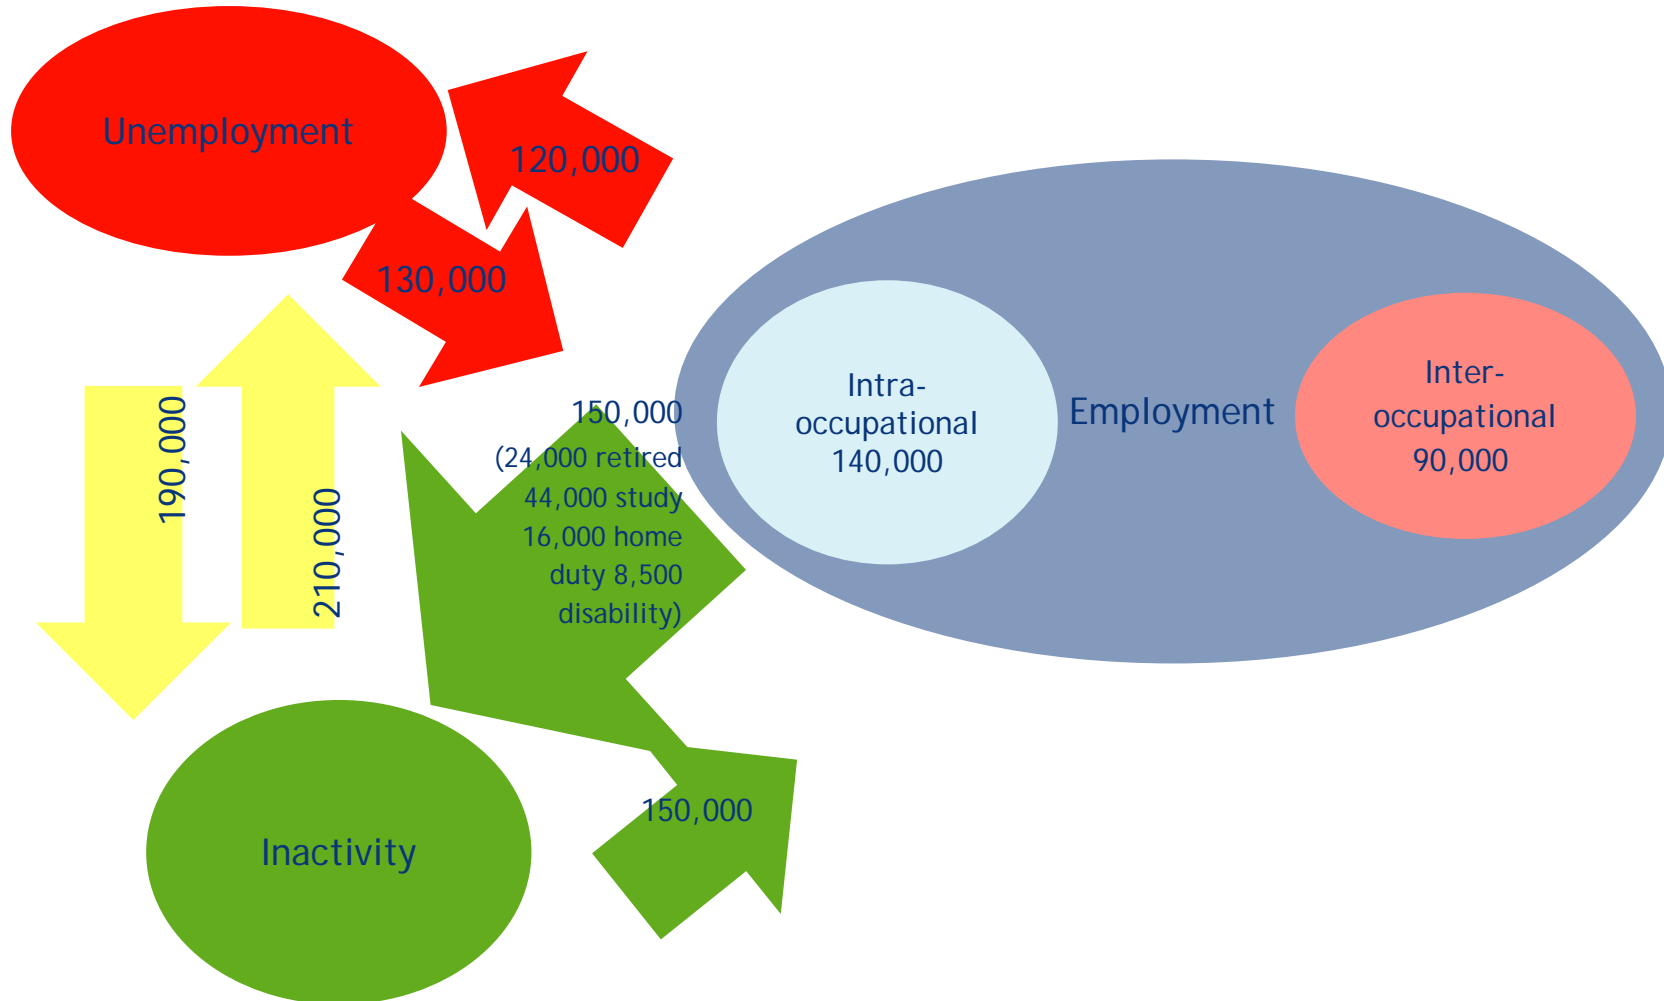 Unemployment
120,000
130,000
190,000
210,000
150,000
(24,000 retired
44,000 study
16,000 home
duty 8,500
disability)
Intra-
occupational
140,000
Employment
Inter-
occupational
90,000
150,000
Inactivity